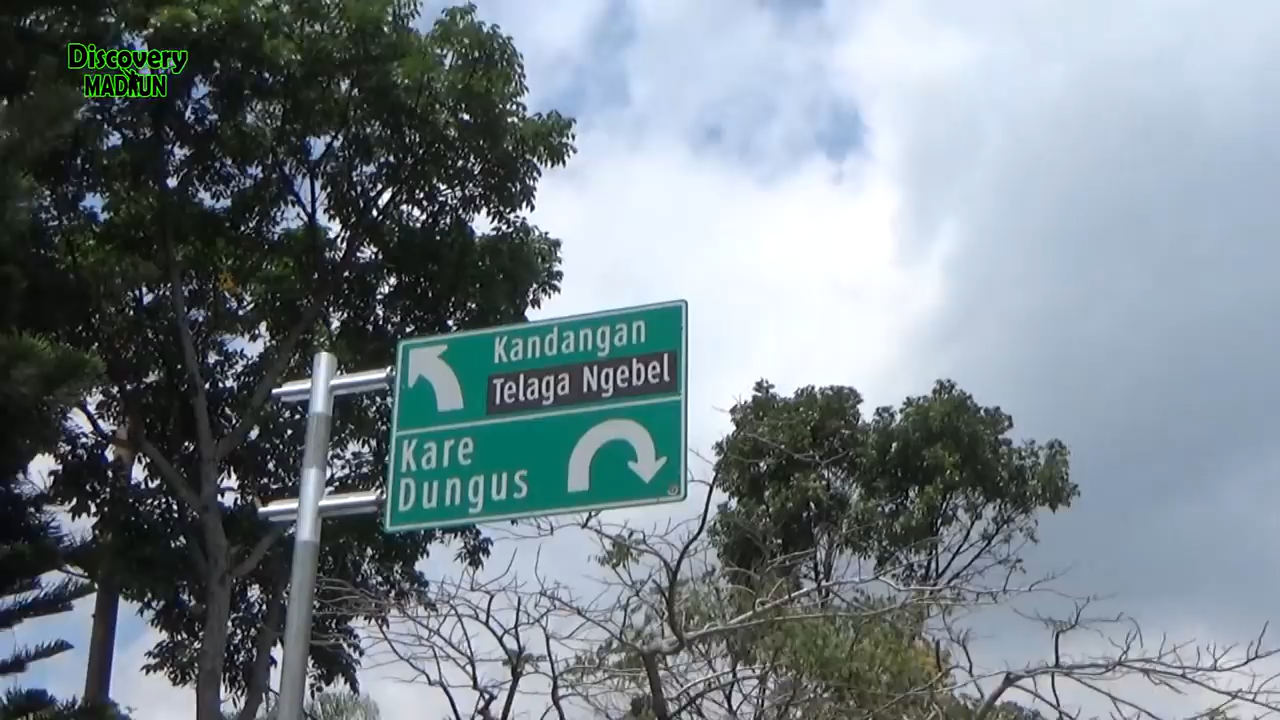 Discovery
MADIUN
Kandangan
Telaga Ngebel
Kare
Dungus